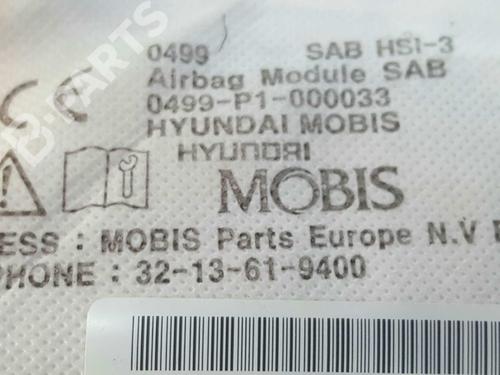 0499 SAB HSI-3
Airbag Module SAB
CE 0499-P1-000033
HYUNDAI MOBIS
HYUNDAI
MOBIS
ESS : MOBIS Parts Europe N.V
PHONE : 32-13-61-9400
B-PARTS